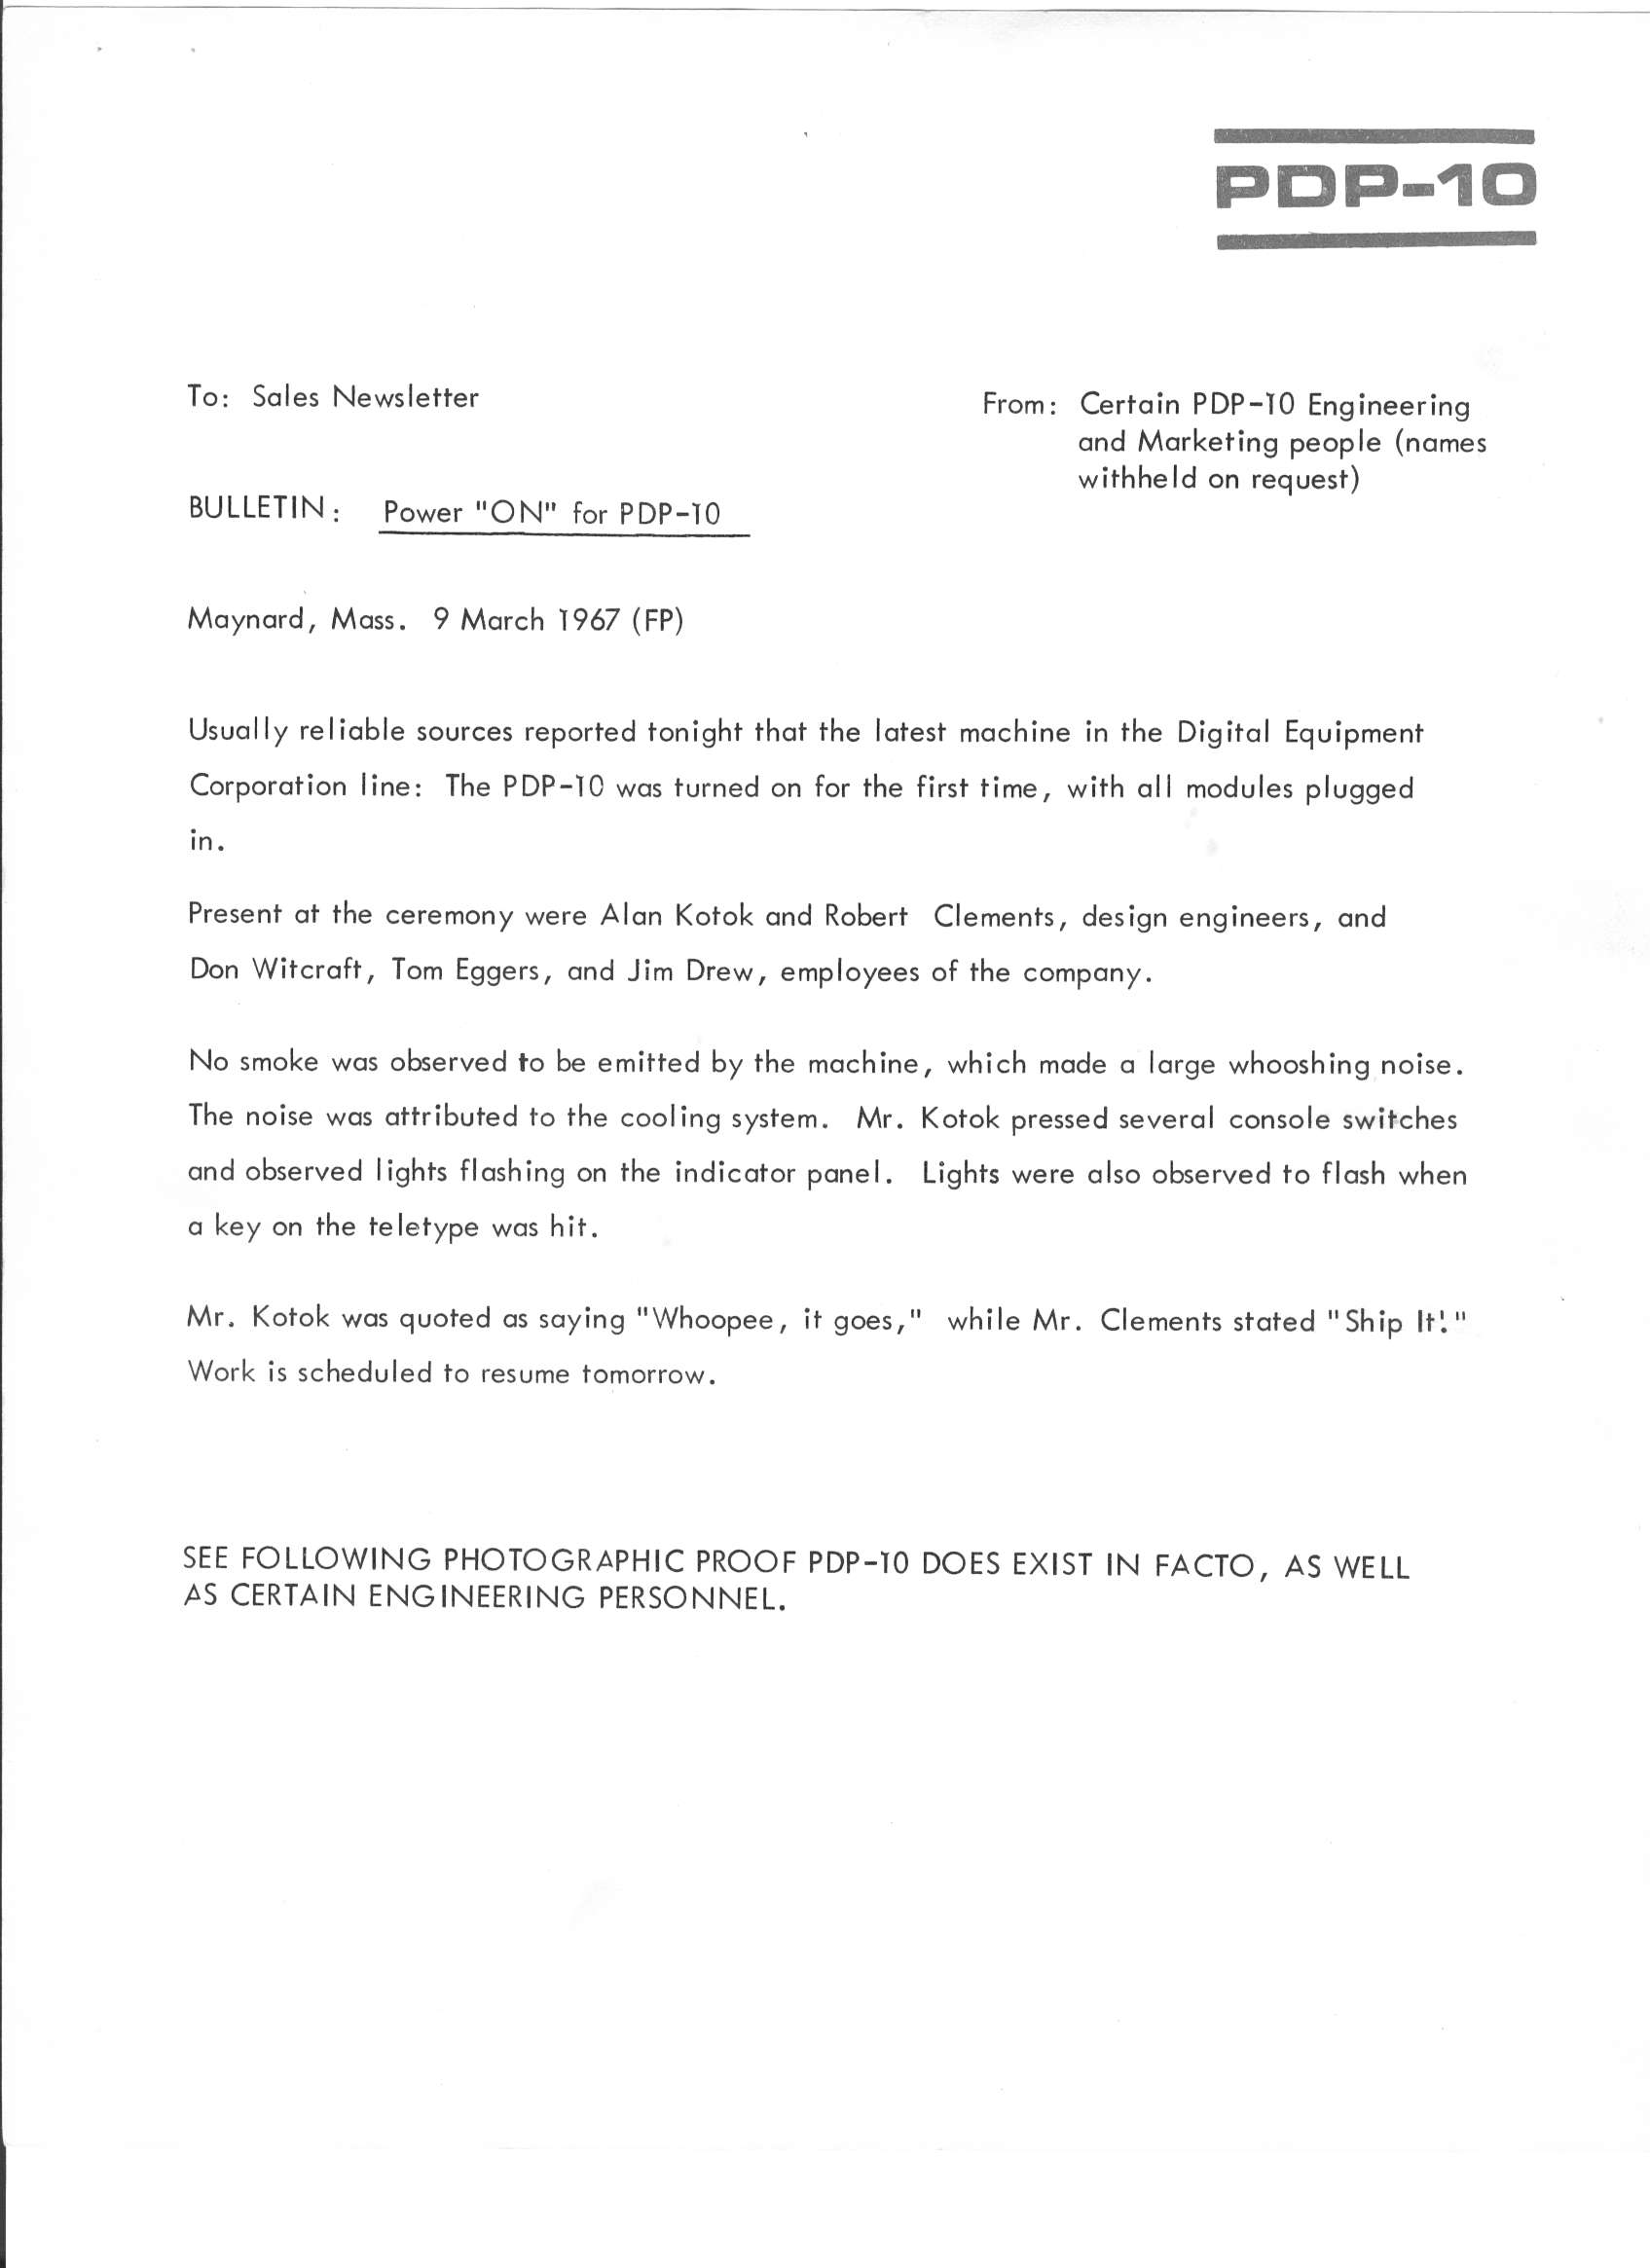 PDP-10
To: Sales Newsletter
From: Certain PDP-10 Engineering
and Marketing people (names
withheld on request)
BULLETIN: Power "ON" for PDP-10
Maynard, Mass. 9 March 1967 (FP)
Usually reliable sources reported tonight that the latest machine in the Digital Equipment
Corporation line: The PDP-10 was turned on for the first time, with all modules plugged
in.
Present at the ceremony were Alan Kotok and Robert Clements, design engineers, and
Don Witcraft, Tom Eggers, and Jim Drew, employees of the company.
No smoke was observed to be emitted by the machine, which made a large whooshing noise.
The noise was attributed to the cooling system. Mr. Kotok pressed several console switches
and observed lights flashing on the indicator panel. Lights were also observed to flash when
a key on the teletype was hit.
Mr. Kotok was quoted as saying "Whoopee, it goes," while Mr. Clements stated "Ship It!"
Work is scheduled to resume tomorrow.
SEE FOLLOWING PHOTOGRAPHIC PROOF PDP-10 DOES EXIST IN FACTO, AS WELL
AS CERTAIN ENGINEERING PERSONNEL.